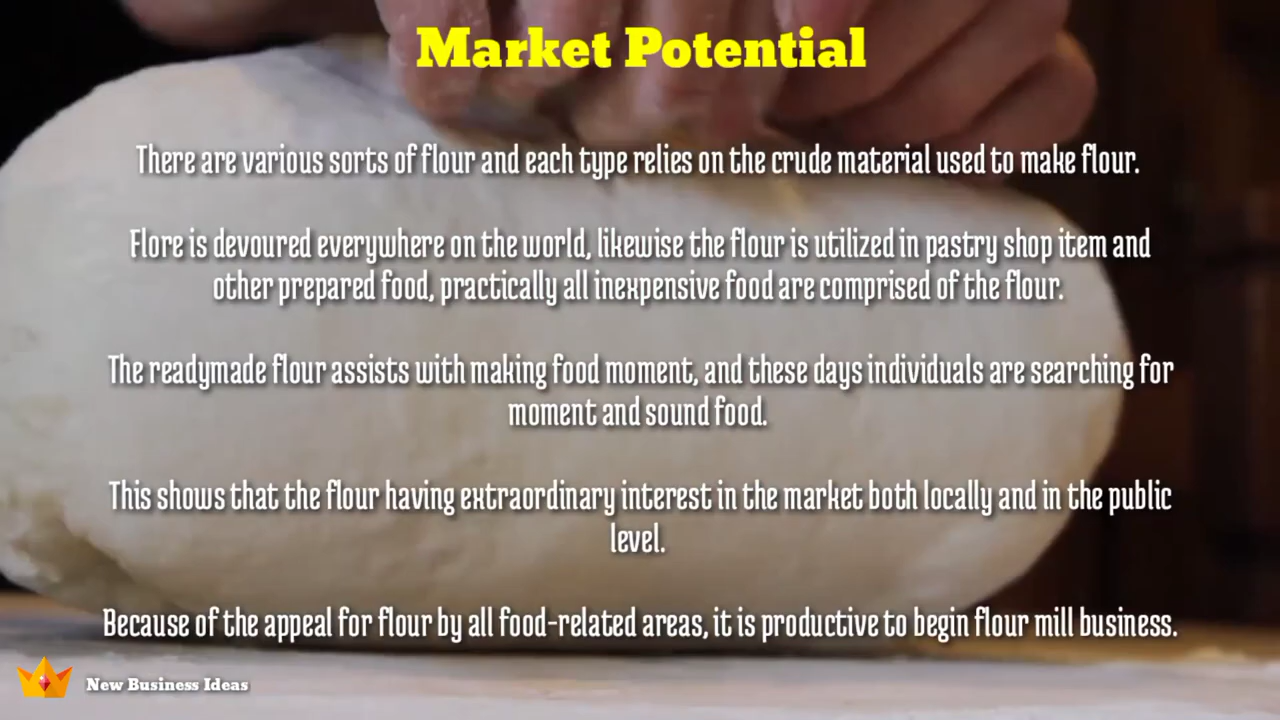 Market Potential
There are various sorts of flour and each type relies on the crude material used to make flour.
Flore is devoured everywhere on the world, likewise the flour is utilized in pastry shop item and
other prepared food, practically all inexpensive food are comprised of the flour.
The readymade flour assists with making food moment, and these days individuals are searching for
moment and sound food.
This shows that the flour having extraordinary interest in the market both locally and in the public
level.
Because of the appeal for flour by all food-related areas, it is productive to begin flour mill business.
New Business Ideas